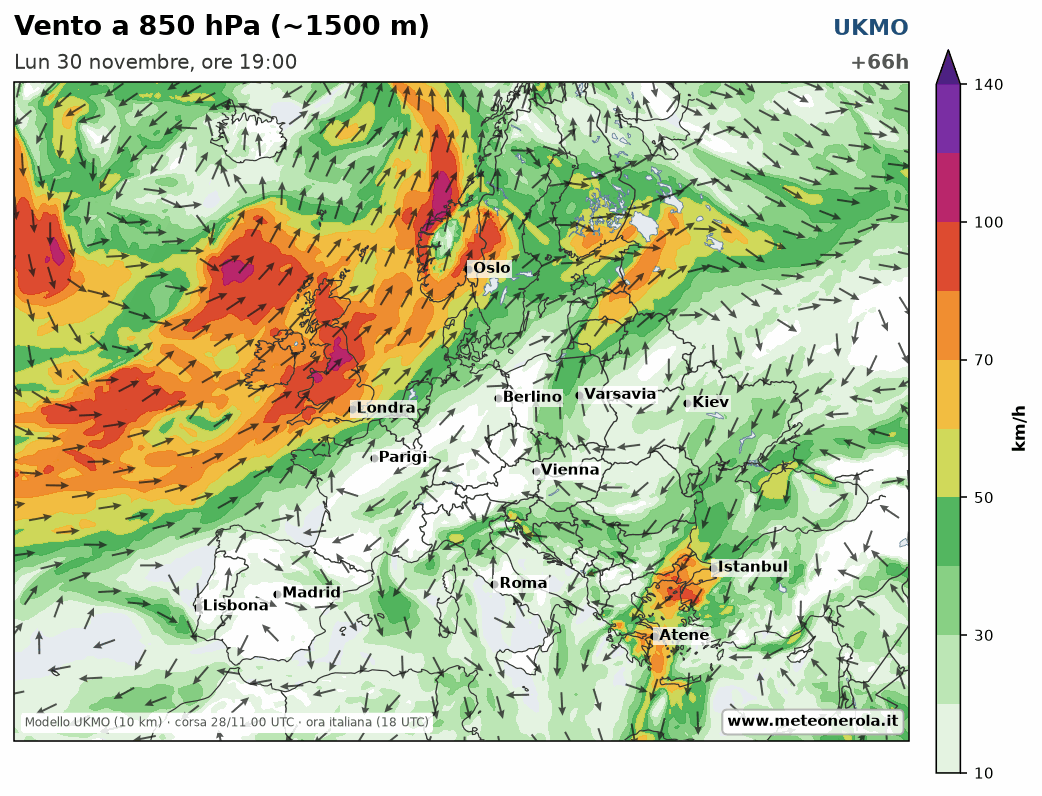 Vento a 850 hPa (~1500 m)
UKMO
Lun 30 novembre, ore 19:00
+66h
140
100
70
50
30
10
km/h
Oslo
Berlino
Varsavia
Kiev
Londra
Parigi
Vienna
Istanbul
Roma
Madrid
Lisbona
Atene
Modello UKMO (10 km) · corsa 28/11 00 UTC · ora italiana (18 UTC)
www.meteonerola.it